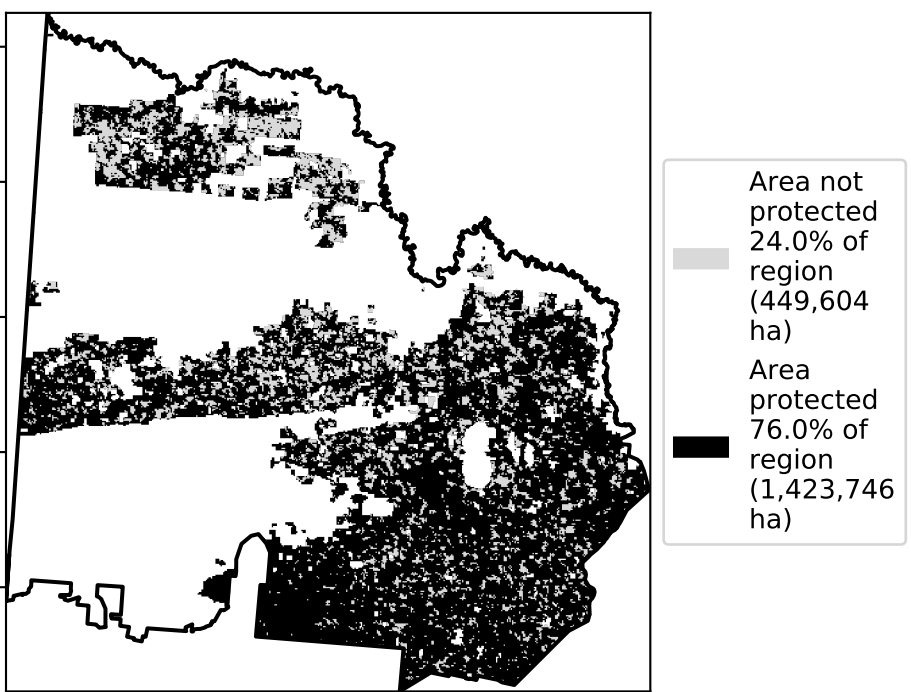 Area not
protected
24.0% of
region
(449,604
ha)
Area
protected
76.0% of
region
(1,423,746
ha)